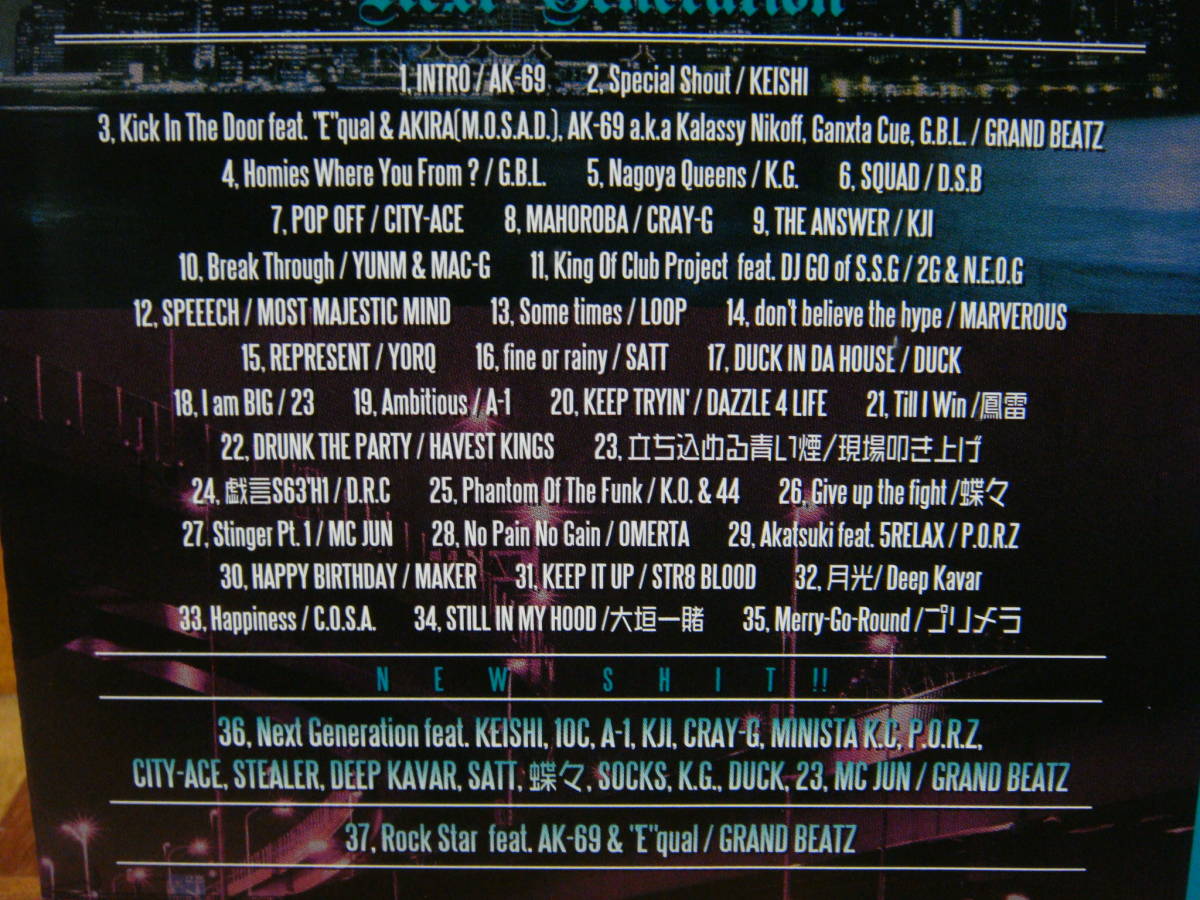 Next Generation
1, INTRO / AK-69 2, Special Shout / KEISHI
3, Kick In The Door feat. "E"qual & AKIRA(M.O.S.A.D.), AK-69 a.k.a Kalassy Nikoff, Ganxta Cue, G.B.L. / GRAND BEATZ
4, Homies Where You From ? / G.B.L. 5, Nagoya Queens / K.G. 6, SQUAD / D.S.B
7, POP OFF / CITY-ACE 8, MAHOROBA / CRAY-G 9, THE ANSWER / KJI
10, Break Through / YUNM & MAC-G 11, King Of Club Project feat. DJ GO of S.S.G / 2G & N.E.O.G
12, SPEEECH / MOST MAJESTIC MIND 13, Some times / LOOP 14, don't believe the hype / MARVEROUS
15, REPRESENT / YORQ 16, fine or rainy / SATT 17, DUCK IN DA HOUSE / DUCK
18, I am BIG / 23 19, Ambitious / A-1 20, KEEP TRYIN' / DAZZLE 4 LIFE 21, Till I Win /鳳雷
22, DRUNK THE PARTY / HAVEST KINGS 23, 立ち込める青い煙/現場叩き上げ
24, 戯言S63'H1 / D.R.C 25, Phantom Of The Funk / K.O. & 44 26, Give up the fight /蝶々
27, Stinger Pt. 1 / MC JUN 28, No Pain No Gain / OMERTA 29, Akatsuki feat. 5RELAX / P.O.R.Z
30, HAPPY BIRTHDAY / MAKER 31, KEEP IT UP / STR8 BLOOD 32, 月光/ Deep Kavar
33, Happiness / C.O.S.A. 34, STILL IN MY HOOD /大垣一賭 35, Merry-Go-Round /プリメラ
NEW SHIT!!
36, Next Generation feat. KEISHI, 10C, A-1, KJI, CRAY-G, MINISTA K.C, P.O.R.Z,
CITY-ACE, STEALER, DEEP KAVAR, SATT, 蝶々, SOCKS, K.G., DUCK, 23, MC JUN / GRAND BEATZ
37, Rock Star feat. AK-69 & "E"qual / GRAND BEATZ